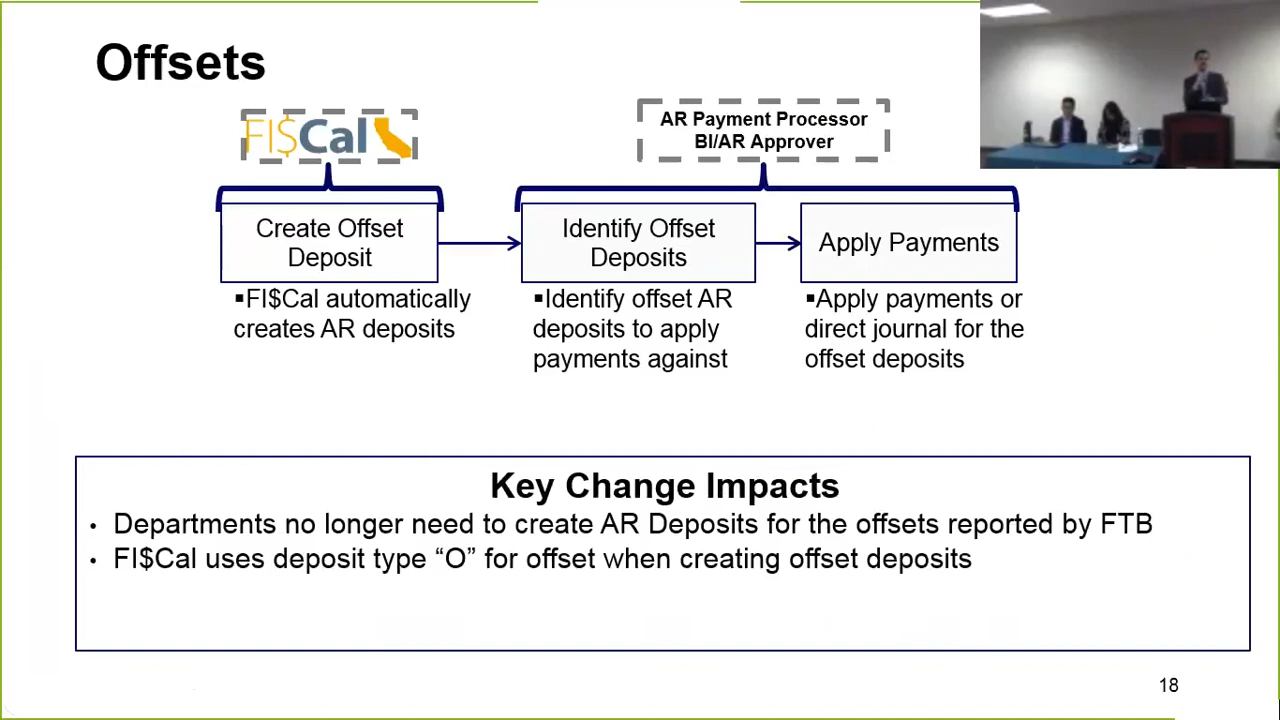 Offsets
FI$Cal
AR Payment Processor
BI/AR Approver
Create Offset
Deposit
Identify Offset
Deposits
Apply Payments
▪FI$Cal automatically
creates AR deposits
▪Identify offset AR
deposits to apply
payments against
▪Apply payments or
direct journal for the
offset deposits
Key Change Impacts
• Departments no longer need to create AR Deposits for the offsets reported by FTB
• FI$Cal uses deposit type “O” for offset when creating offset deposits
18